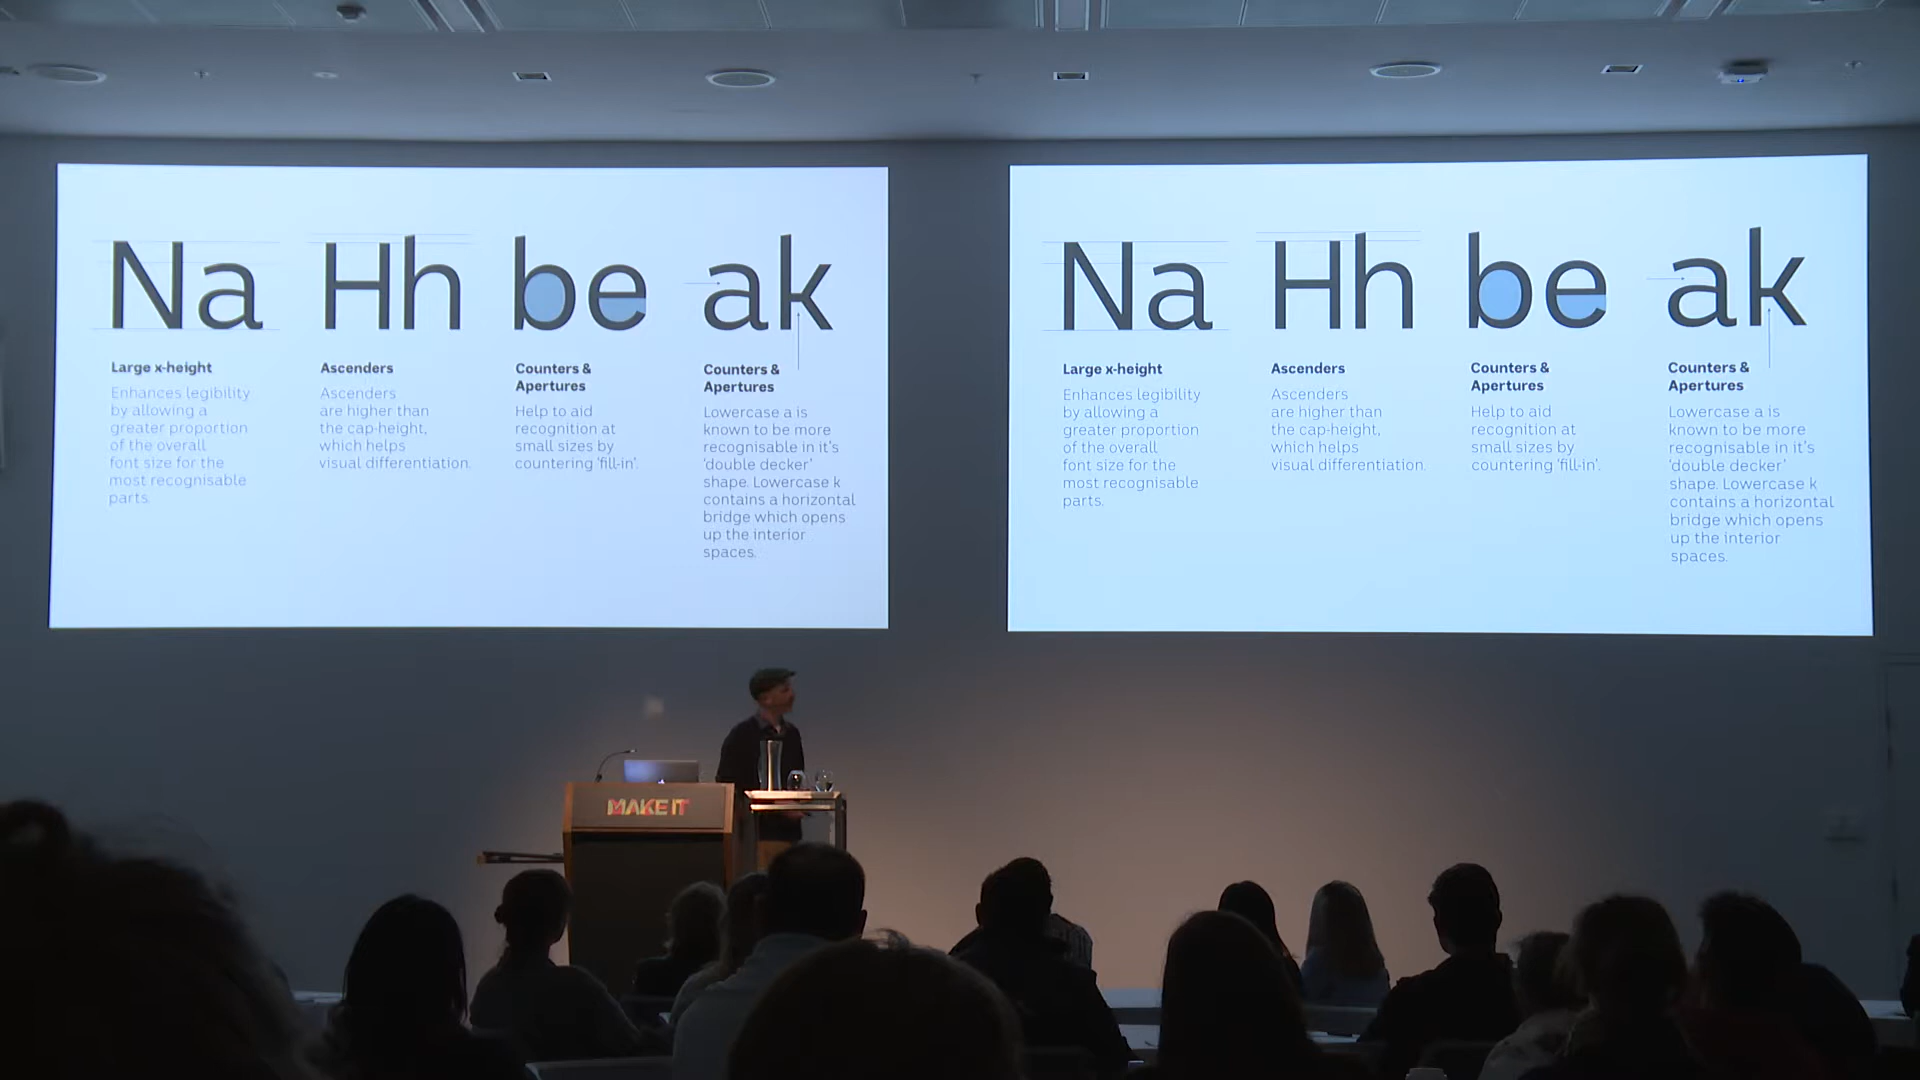 Na
Large x-height
Enhances legibility
by allowing a
greater proportion
of the overall
font size for the
most recognisable
parts.
Hh
Ascenders
Ascenders
are higher than
the cap-height,
which helps
visual differentiation.
be
Counters &
Apertures
Help to aid
recognition at
small sizes by
countering 'fill-in'.
ak
Counters &
Apertures
Lowercase a is
known to be more
recognisable in it's
'double decker'
shape. Lowercase k
contains a horizontal
bridge which opens
up the interior
spaces.
Na
Large x-height
Enhances legibility
by allowing a
greater proportion
of the overall
font size for the
most recognisable
parts.
Hh
Ascenders
Ascenders
are higher than
the cap-height,
which helps
visual differentiation.
be
Counters &
Apertures
Help to aid
recognition at
small sizes by
countering 'fill-in'.
ak
Counters &
Apertures
Lowercase a is
known to be more
recognisable in it's
'double decker'
shape. Lowercase k
contains a horizontal
bridge which opens
up the interior
spaces.
MAKE IT